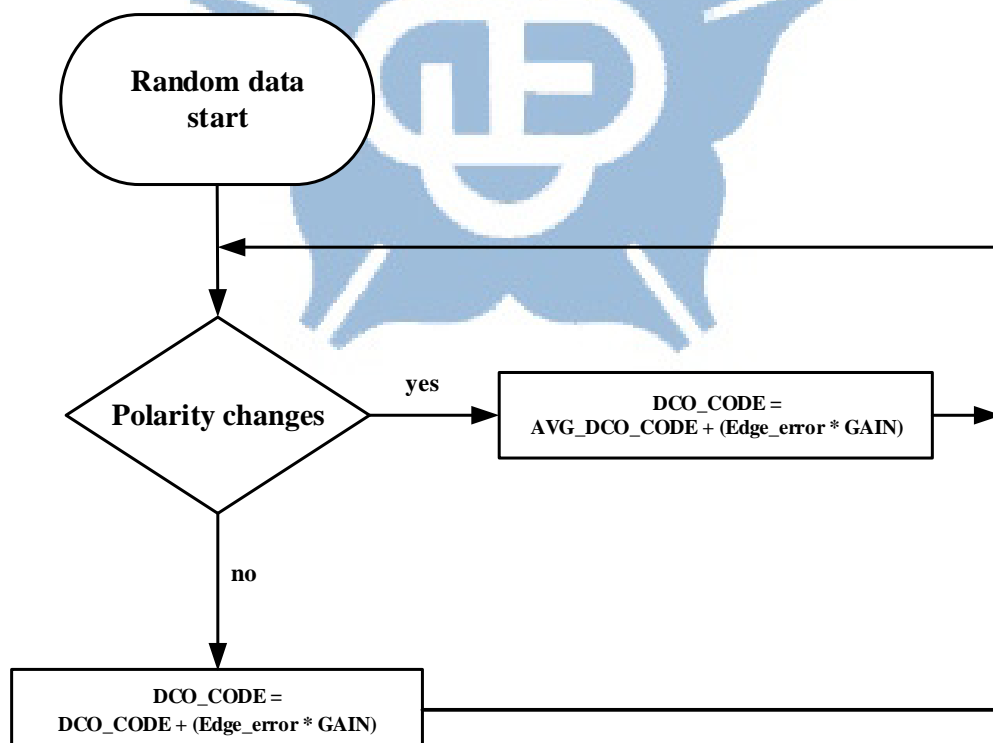 Random data
start
Polarity changes
yes
DCO_CODE =
AVG_DCO_CODE + (Edge_error * GAIN)
no
DCO_CODE =
DCO_CODE + (Edge_error * GAIN)